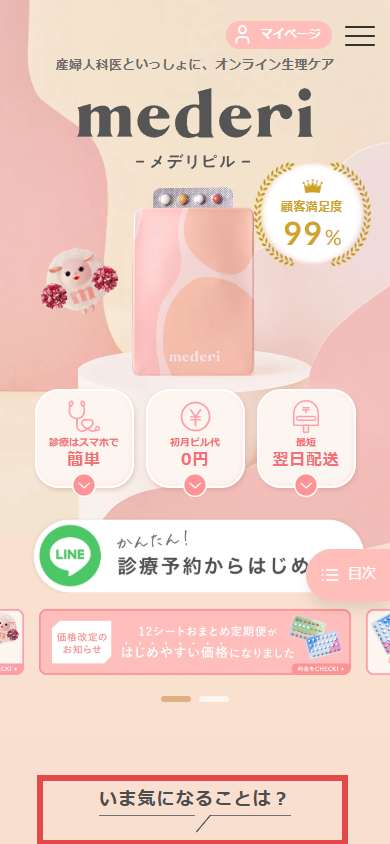 マイページ
産婦人科医といっしょに、オンライン生理ケア
mederi
– メデリピル –
顧客満足度
99%
mederi
診療はスマホで
簡単
初月ピル代
0円
最短
翌日配送
LINE
かんたん!
診療予約からはじめ
目次
価格改定の
お知らせ
12シートおまとめ定期便が
はじめやすい価格になりました
料金をCHECK!
いま気になることは？